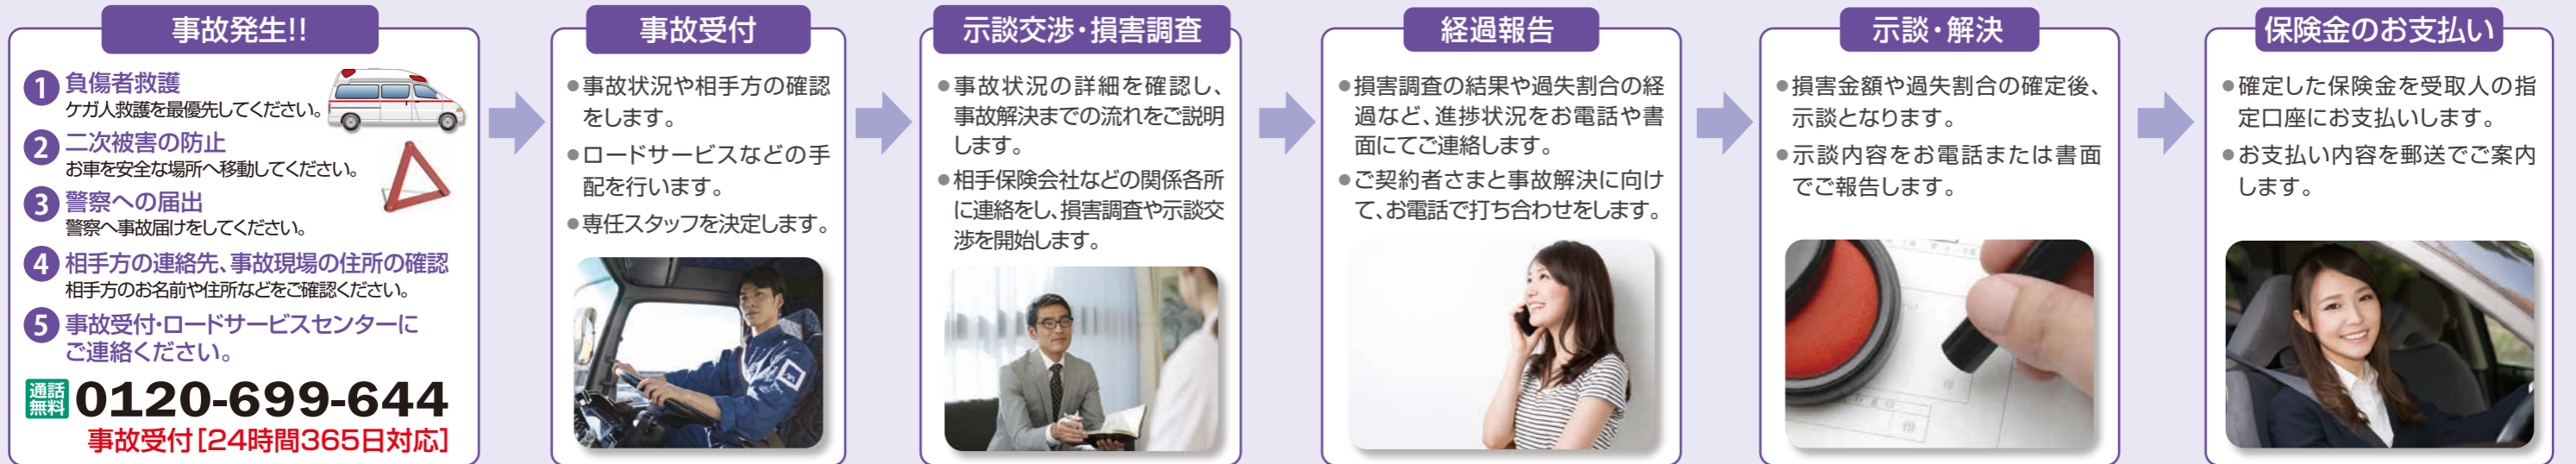 事故発生!!
1 負傷者救護
ケガ人救護を最優先してください。
2 二次被害の防止
お車を安全な場所へ移動してください。
3 警察への届出
警察へ事故届けをしてください。
4 相手方の連絡先、事故現場の住所の確認
相手方のお名前や住所などをご確認ください。
5 事故受付・ロードサービスセンターに
ご連絡ください。
通話
無料 0120-699-644
事故受付[24時間365日対応]
事故受付
●事故状況や相手方の確認
をします。
●ロードサービスなどの手
配を行います。
●専任スタッフを決定します。
示談交渉・損害調査
●事故状況の詳細を確認し、
事故解決までの流れをご説明
します。
●相手保険会社などの関係各所
に連絡をし、損害調査や示談交
渉を開始します。
経過報告
●損害調査の結果や過失割合の経
過など、進捗状況をお電話や書
面にてご連絡します。
●ご契約者さまと事故解決に向け
て、お電話で打ち合わせをします。
示談・解決
●損害金額や過失割合の確定後、
示談となります。
●示談内容をお電話または書面
でご報告します。
保険金のお支払い
●確定した保険金を受取人の指
定口座にお支払いします。
●お支払い内容を郵送でご案内
します。